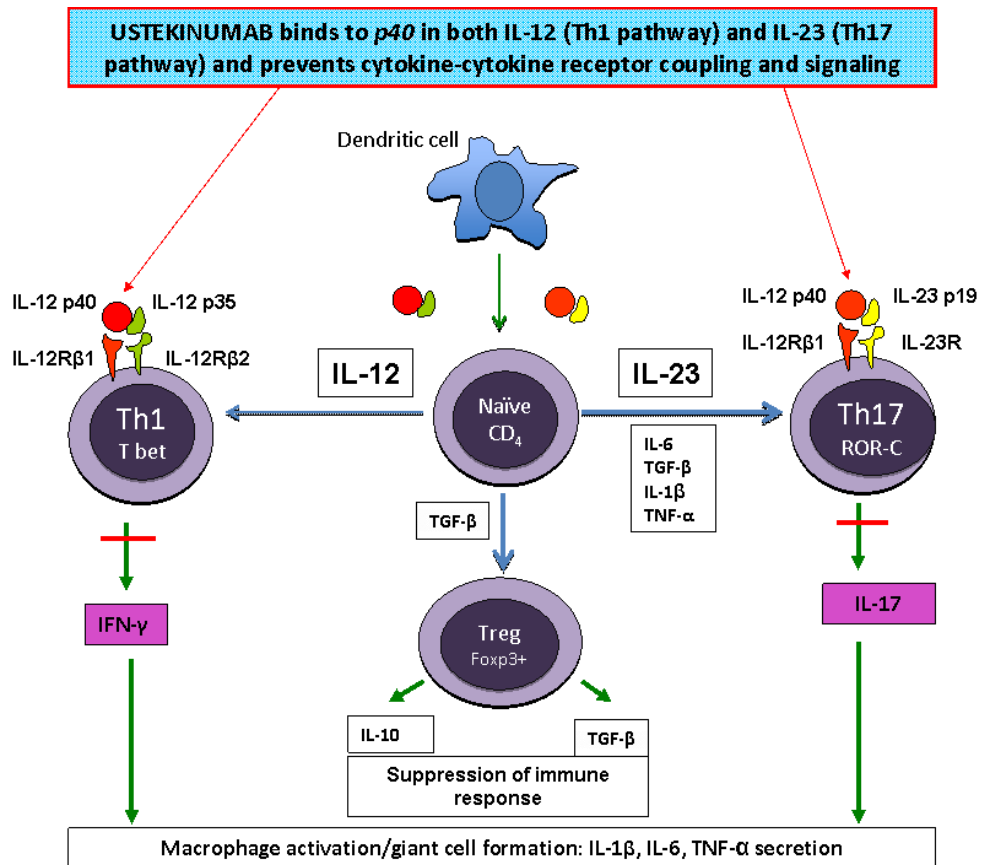 USTEKINUMAB binds to p40 in both IL-12 (Th1 pathway) and IL-23 (Th17
pathway) and prevents cytokine-cytokine receptor coupling and signaling
Dendritic cell
IL-12 p40
IL-12 p35
IL-12Rβ1
IL-12Rβ2
IL-12 p40
IL-23 p19
IL-12Rβ1
IL-23R
IL-12
IL-23
Th1
T bet
Naïve
CD4
Th17
ROR-C
IL-6
TGF-β
IL-1β
TNF-α
TGF-β
IFN-γ
IL-17
Treg
Foxp3+
IL-10
TGF-β
Suppression of immune
response
Macrophage activation/giant cell formation: IL-1β, IL-6, TNF-α secretion